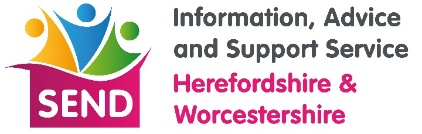 SEND
Information, Advice
and Support Service
Herefordshire &
Worcestershire